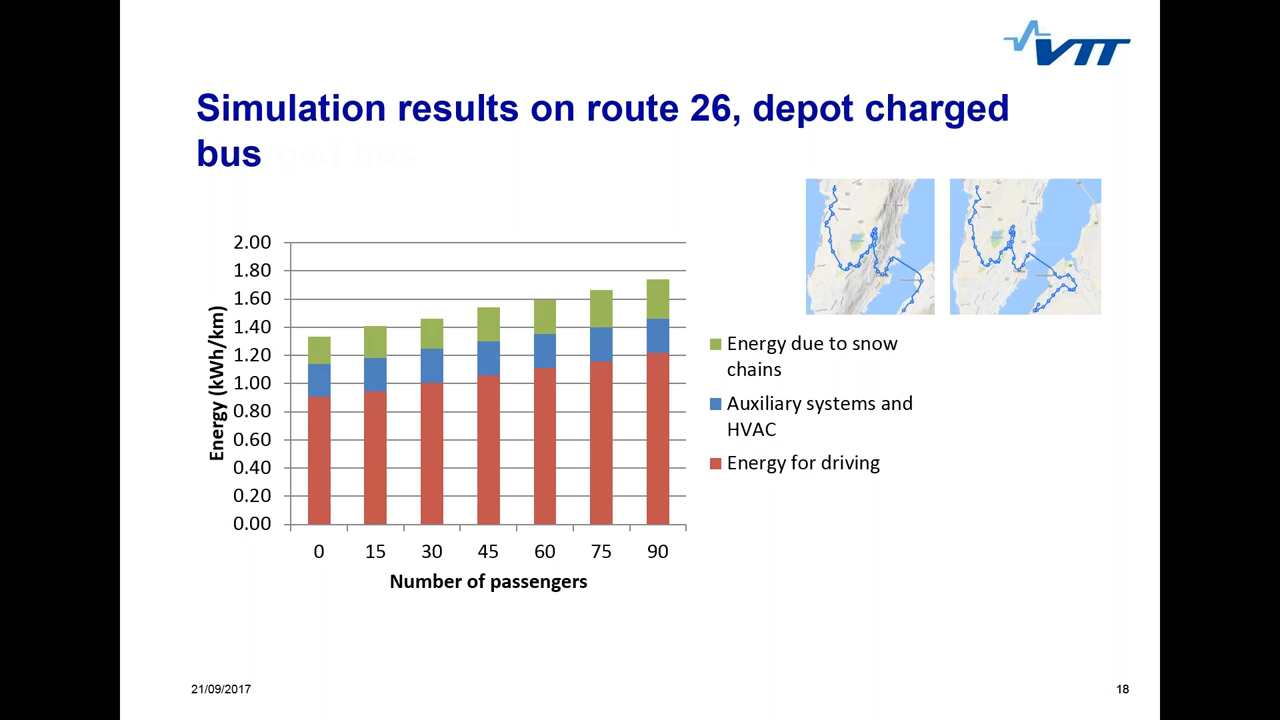 VTT
Simulation results on route 26, depot charged
bus
2.00
1.80
1.60
1.40
1.20
1.00
0.80
0.60
0.40
0.20
0.00
Energy (kWh/km)
0 15 30 45 60 75 90
Number of passengers
Energy due to snow
chains
Auxiliary systems and
HVAC
Energy for driving
21/09/2017
18